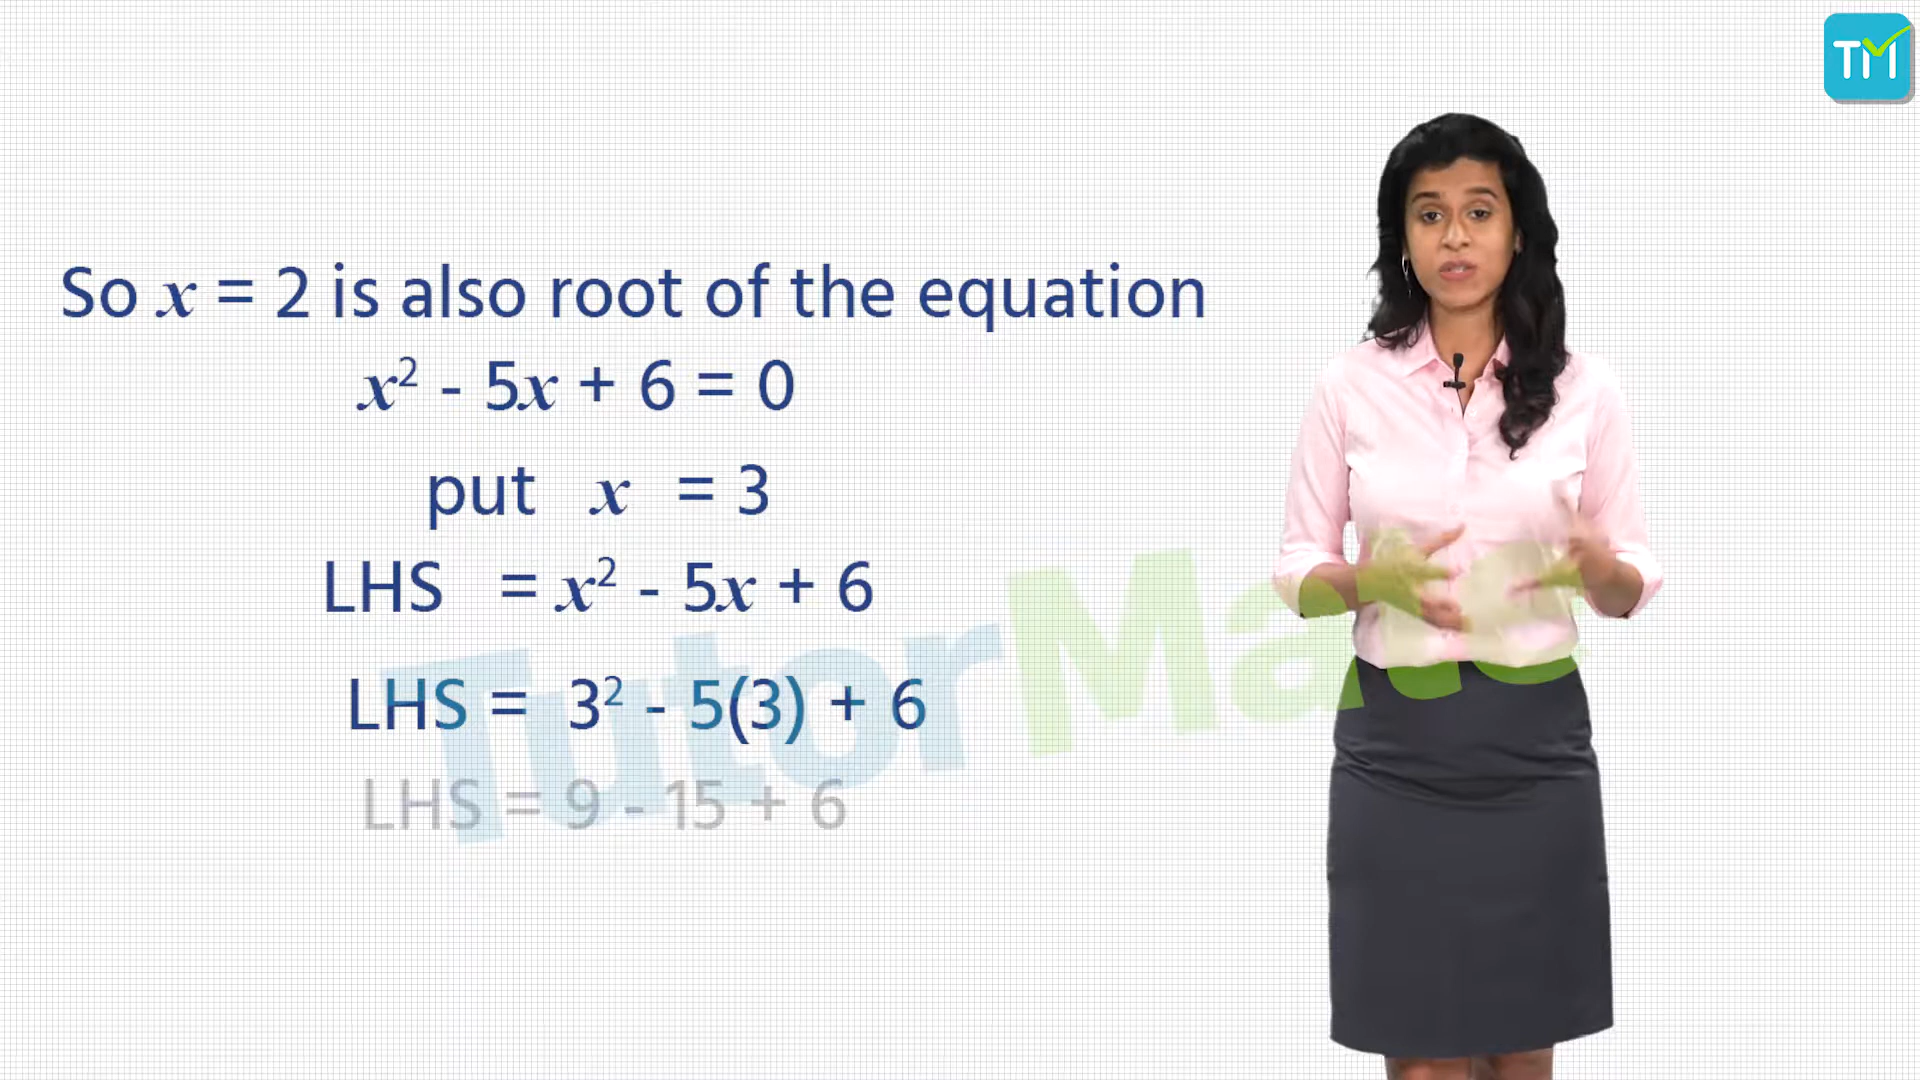 TM
So x = 2 is also root of the equation
x² - 5x + 6 = 0
put x = 3
LHS = x² - 5x + 6
LHS = 3² - 5(3) + 6
LHS = 9 - 15 + 6
TutorMate